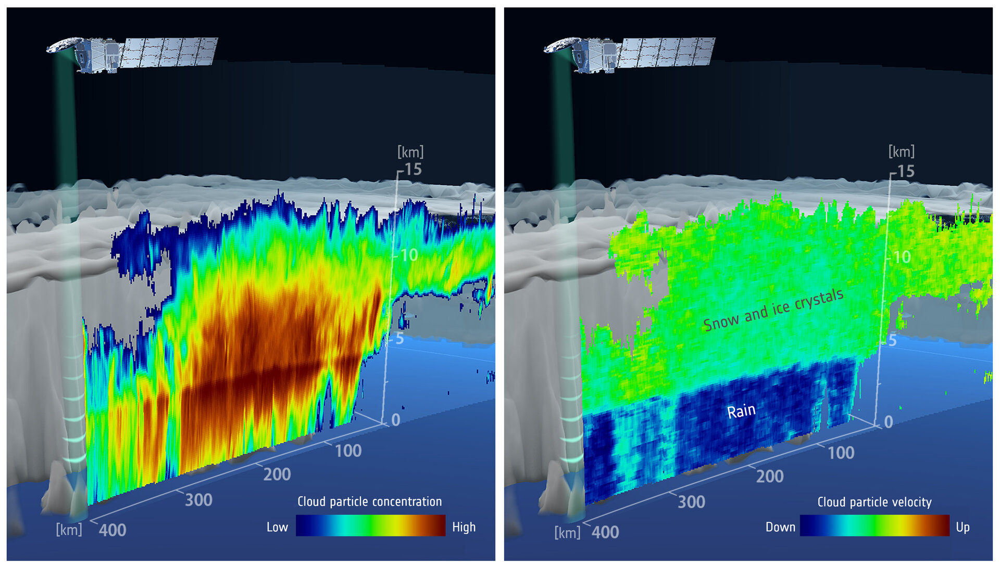 [km]
15
10
5
0
100
200
300
400
[km]
Cloud particle concentration
Low
High
[km]
15
10
5
0
100
200
300
400
[km]
Snow and ice crystals
Rain
Cloud particle velocity
Down
Up